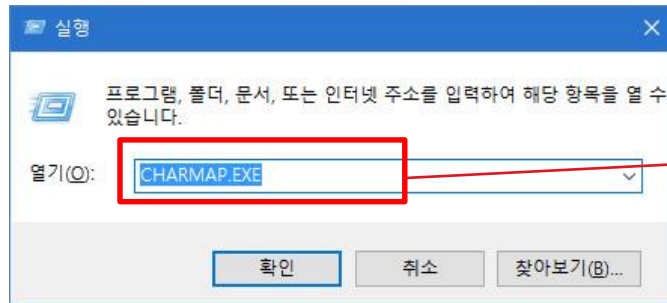 실행
프로그램, 폴더, 문서, 또는 인터넷 주소를 입력하여 해당 항목을 열 수
있습니다.
열기(O): CHARMAP.EXE
확인 취소 찾아보기(B)...